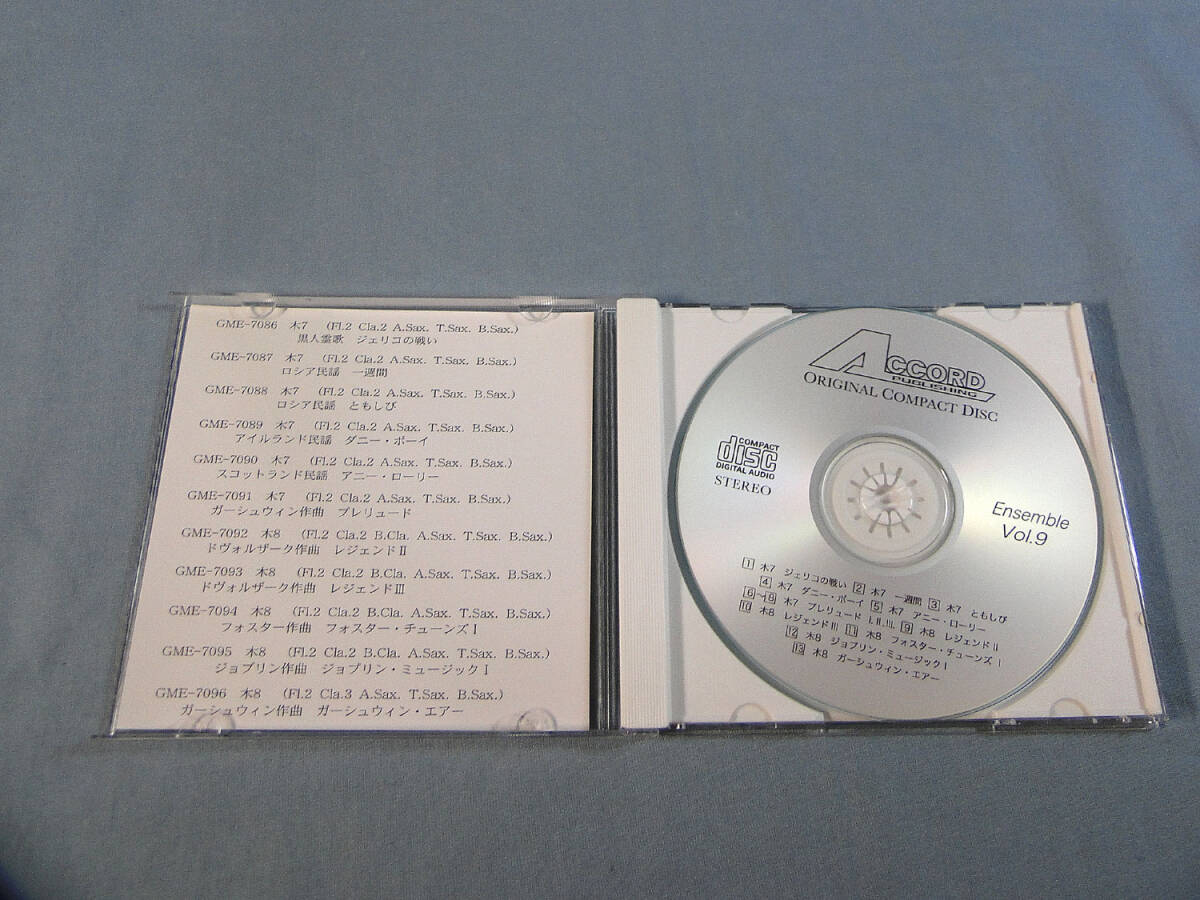 GME-7086 木7 (Fl.2 Cla.2 A.Sax. T.Sax. B.Sax.)
黒人霊歌 ジェリコの戦い
GME-7087 木7 (Fl.2 Cla.2 A.Sax. T.Sax. B.Sax.)
ロシア民謡 一週間
GME-7088 木7 (Fl.2 Cla.2 A.Sax. T.Sax. B.Sax.)
ロシア民謡 ともしび
GME-7089 木7 (Fl.2 Cla.2 A.Sax. T.Sax. B.Sax.)
アイルランド民謡 ダニー・ボーイ
GME-7090 木7 (Fl.2 Cla.2 A.Sax. T.Sax. B.Sax.)
スコットランド民謡 アニー・ローリー
GME-7091 木7 (Fl.2 Cla.2 A.Sax. T.Sax. B.Sax.)
ガーシュウィン作曲 プレリュード
GME-7092 木8 (Fl.2 Cla.2 B.Cla. A.Sax. T.Sax. B.Sax.)
ドヴォルザーク作曲 レジェンドⅡ
GME-7093 木8 (Fl.2 Cla.2 B.Cla. A.Sax. T.Sax. B.Sax.)
ドヴォルザーク作曲 レジェンドⅢ
GME-7094 木8 (Fl.2 Cla.2 B.Cla. A.Sax. T.Sax. B.Sax.)
フォスター作曲 フォスター・チューンズⅠ
GME-7095 木8 (Fl.2 Cla.2 B.Cla. A.Sax. T.Sax. B.Sax.)
ジョプリン作曲 ジョプリン・ミュージックⅠ
GME-7096 木8 (Fl.2 Cla.3 A.Sax. T.Sax. B.Sax.)
ガーシュウィン作曲 ガーシュウィン・エアー
ACCORD
PUBLISHING
ORIGINAL COMPACT DISC
COMPACT
disc
DIGITAL AUDIO
STEREO
Ensemble
Vol.9
1 木7 ジェリコの戦い 2 木7 一週間 3 木7 ともしび
4 木7 ダニー・ボーイ 5 木7 アニー・ローリー
6~9 木7 プレリュード I.II.III. 9 木8 レジェンドII
10 木8 レジェンドIII 11 木8 フォスター・チューンズ I
12 木8 ジョプリン・ミュージック I
13 木8 ガーシュウィン・エアー